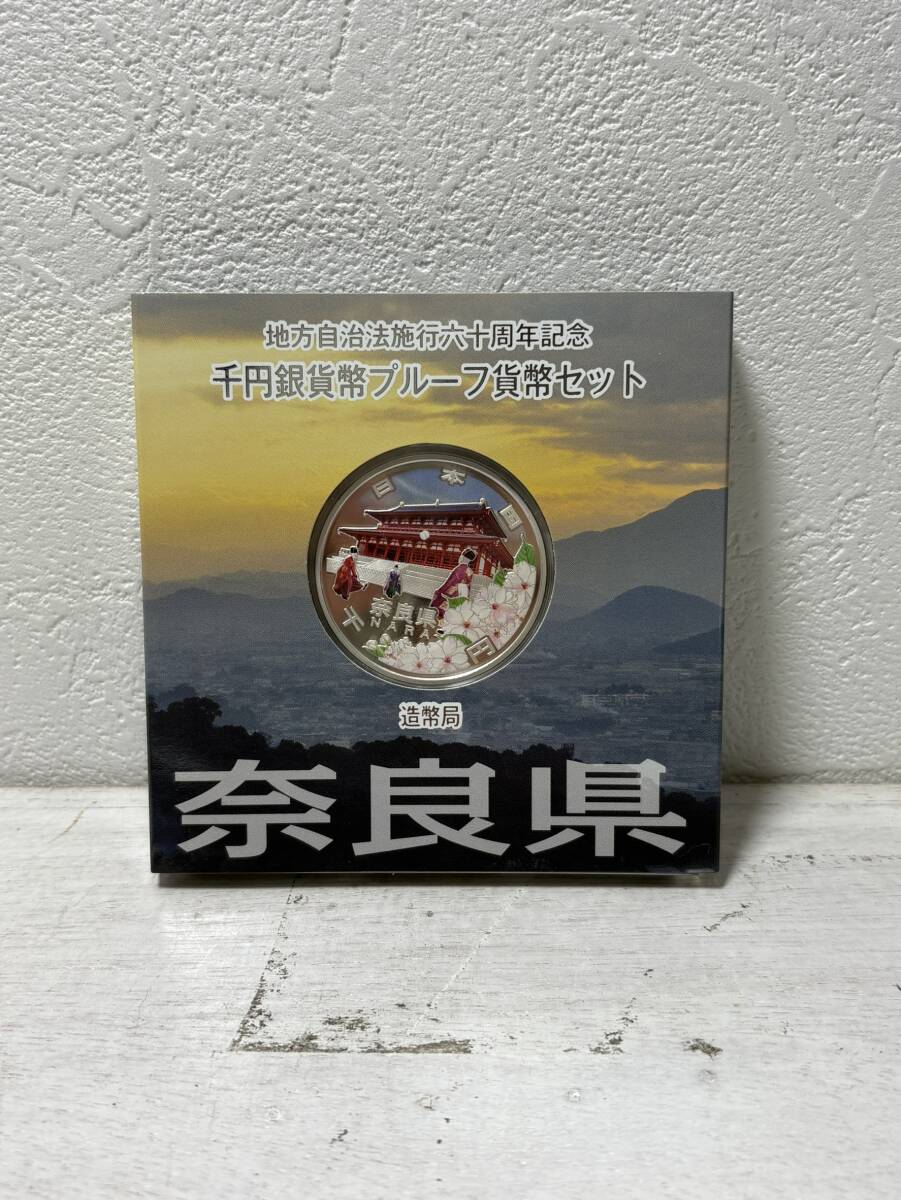 地方自治法施行六十周年記念
千円銀貨幣プルーフ貨幣セット
日本国
奈良県
NARA
千円
造幣局
奈良県